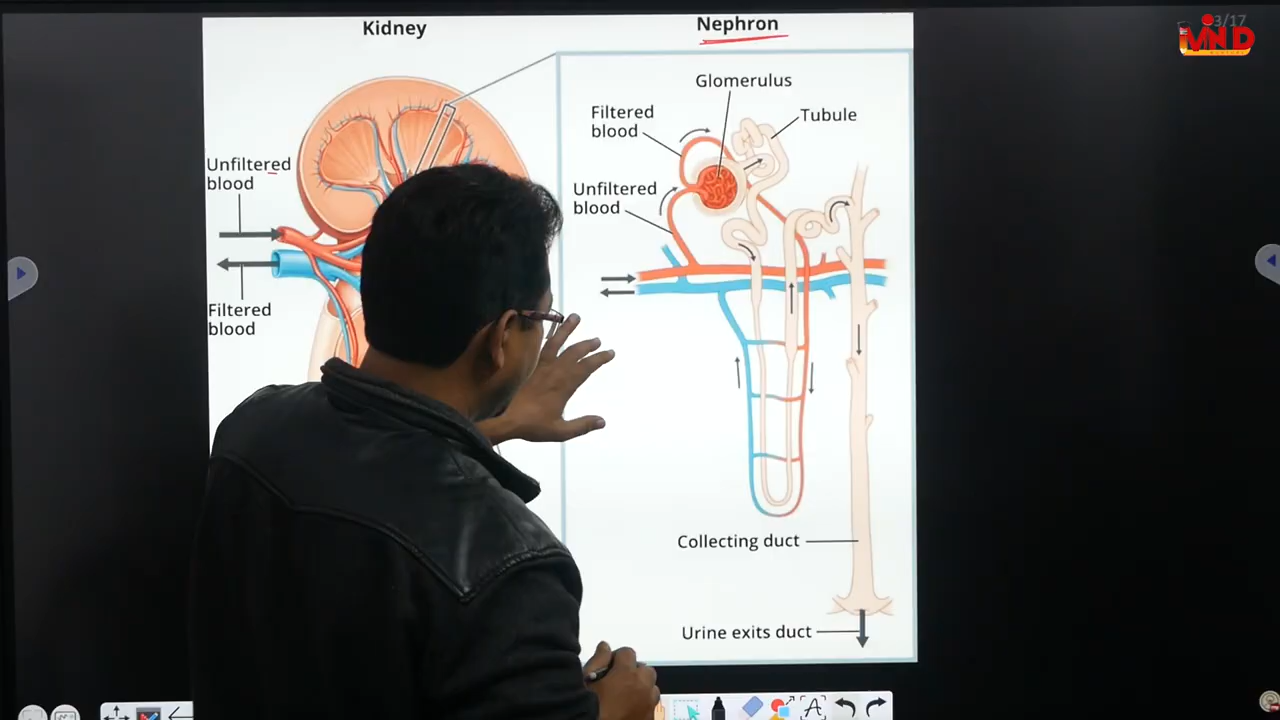 Kidney
Nephron
Unfiltered
blood
Filtered
blood
Glomerulus
Filtered
blood
Tubule
Unfiltered
blood
Collecting duct
Urine exits duct
3/17
MIND